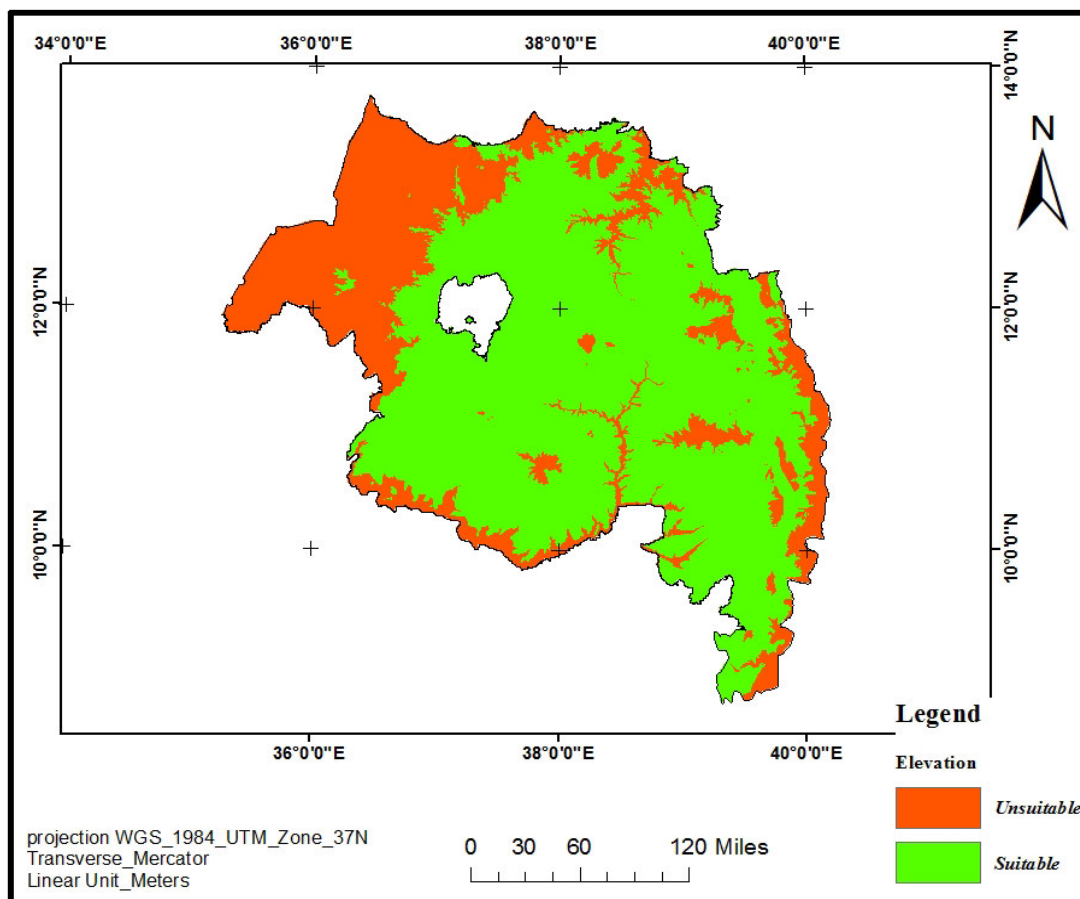 34°0'0"E 36°0'0"E 38°0'0"E 40°0'0"E
14°0'0"N
N
12°0'0"N
12°0'0"N
10°0'0"N
10°0'0"N
36°0'0"E 38°0'0"E 40°0'0"E
Legend
Elevation
Unsuitable
Suitable
projection WGS_1984_UTM_Zone_37N
Transverse_Mercator
Linear Unit_Meters
0 30 60 120 Miles